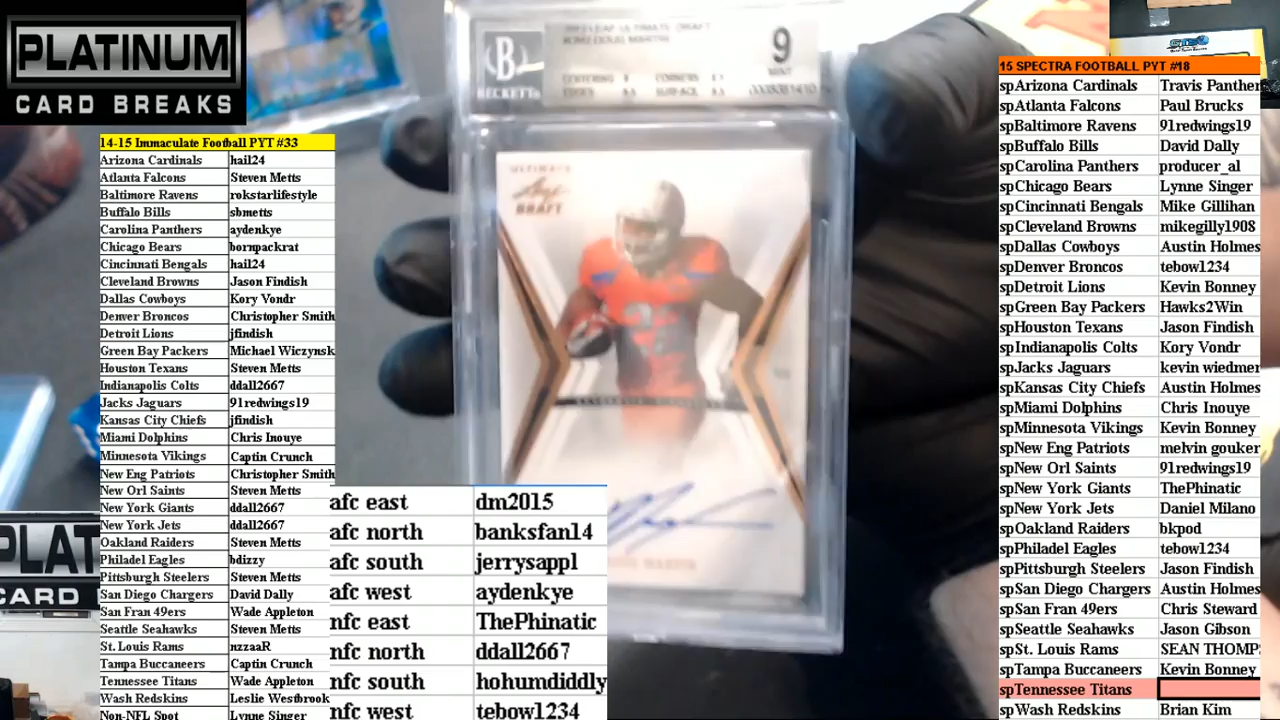 PLATINUM
CARD BREAKS
14-15 Immaculate Football PYT #33
Arizona Cardinals hail24
Atlanta Falcons Steven Metts
Baltimore Ravens rokstarlifestyle
Buffalo Bills sbmetts
Carolina Panthers aydenkye
Chicago Bears bornpackrat
Cincinnati Bengals hail24
Cleveland Browns Jason Findish
Dallas Cowboys Kory Vondr
Denver Broncos Christopher Smith
Detroit Lions jfindish
Green Bay Packers Michael Wiczynsk
Houston Texans Steven Metts
Indianapolis Colts ddall2667
Jacks Jaguars 91redwings19
Kansas City Chiefs jfindish
Miami Dolphins Chris Inouye
Minnesota Vikings Captin Crunch
New Eng Patriots Christopher Smith
New Orl Saints Steven Metts
New York Giants ddall2667
New York Jets ddall2667
Oakland Raiders Steven Metts
Philadel Eagles bdizzy
Pittsburgh Steelers Steven Metts
San Diego Chargers David Dally
San Fran 49ers Wade Appleton
Seattle Seahawks Steven Metts
St. Louis Rams nzzaaR
Tampa Buccaneers Captin Crunch
Tennessee Titans Wade Appleton
Wash Redskins Leslie Westbrook
Non-NFL Spot Lynne Singer
afc east dm2015
afc north banksfan14
afc south jerrysappl
afc west aydenkye
nfc east ThePhinatic
nfc north ddall2667
nfc south hohumdiddly
nfc west tebow1234
9
MINT
BECKETT
ULTIMATE
Leaf
DRAFT
PLAT
CARD
15 SPECTRA FOOTBALL PYT #18
spArizona Cardinals Travis Panther
spAtlanta Falcons Paul Brucks
spBaltimore Ravens 91redwings19
spBuffalo Bills David Dally
spCarolina Panthers producer_al
spChicago Bears Lynne Singer
spCincinnati Bengals Mike Gillihan
spCleveland Browns mikegilly1908
spDallas Cowboys Austin Holmes
spDenver Broncos tebow1234
spDetroit Lions Kevin Bonney
spGreen Bay Packers Hawks2Win
spHouston Texans Jason Findish
spIndianapolis Colts Kory Vondr
spJacks Jaguars kevin wiedmer
spKansas City Chiefs Austin Holmes
spMiami Dolphins Chris Inouye
spMinnesota Vikings Kevin Bonney
spNew Eng Patriots melvin gouker
spNew Orl Saints 91redwings19
spNew York Giants ThePhinatic
spNew York Jets Daniel Milano
spOakland Raiders bkpod
spPhiladel Eagles tebow1234
spPittsburgh Steelers Jason Findish
spSan Diego Chargers Austin Holmes
spSan Fran 49ers Chris Steward
spSeattle Seahawks Jason Gibson
spSt. Louis Rams SEAN THOMP
spTampa Buccaneers Kevin Bonney
spTennessee Titans
spWash Redskins Brian Kim